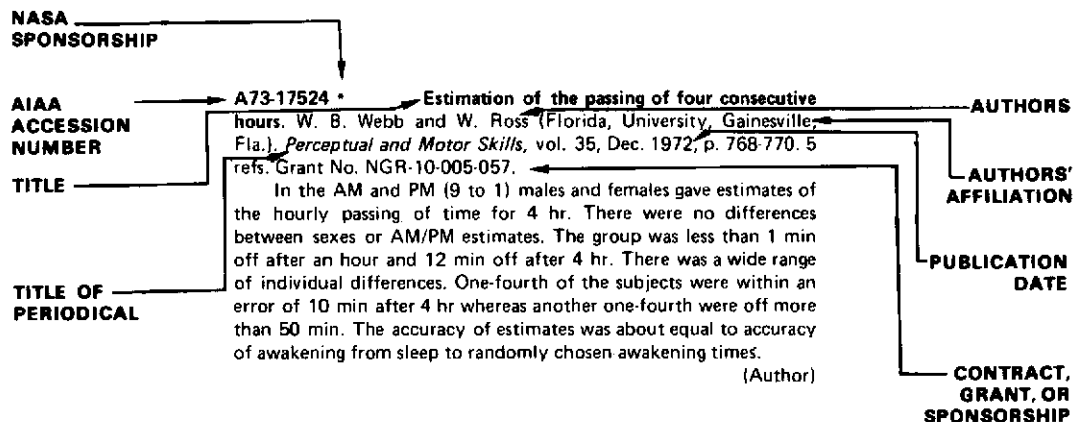 NASA
SPONSORSHIP
AIAA
ACCESSION
NUMBER
TITLE
TITLE OF
PERIODICAL
A73-17524 * Estimation of the passing of four consecutive
hours. W. B. Webb and W. Ross (Florida, University, Gainesville,
Fla.). Perceptual and Motor Skills, vol. 35, Dec. 1972, p. 768-770. 5
refs. Grant No. NGR-10-005-057.
In the AM and PM (9 to 1) males and females gave estimates of
the hourly passing of time for 4 hr. There were no differences
between sexes or AM/PM estimates. The group was less than 1 min
off after an hour and 12 min off after 4 hr. There was a wide range
of individual differences. One-fourth of the subjects were within an
error of 10 min after 4 hr whereas another one-fourth were off more
than 50 min. The accuracy of estimates was about equal to accuracy
of awakening from sleep to randomly chosen awakening times.
(Author)
AUTHORS
AUTHORS'
AFFILIATION
PUBLICATION
DATE
CONTRACT,
GRANT, OR
SPONSORSHIP